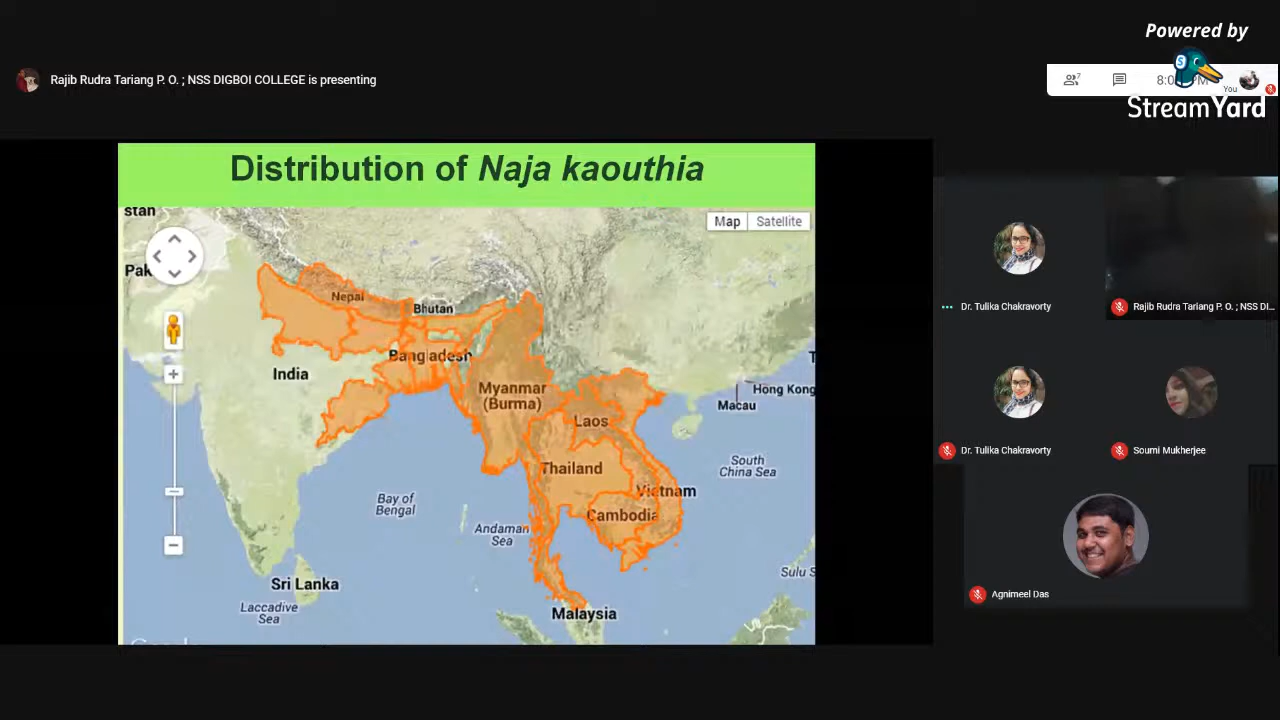 Powered by
StreamYard
Rajib Rudra Tariang P. O. ; NSS DIGBOI COLLEGE is presenting
7
You
Distribution of Naja kaouthia
stan
Map Satellite
Pak
Nepal
Bhutan
Bangladesh
India
Myanmar
(Burma)
Hong Kong
Macau
Laos
Thailand
South
China Sea
Vietnam
Bay of
Bengal
Cambodia
Andaman
Sea
Sulu S
Sri Lanka
Laccadive
Sea
Malaysia
Dr. Tulika Chakravorty
Rajib Rudra Tariang P. O. ; NSS DI...
Dr. Tulika Chakravorty
Soumi Mukherjee
Agnimeel Das